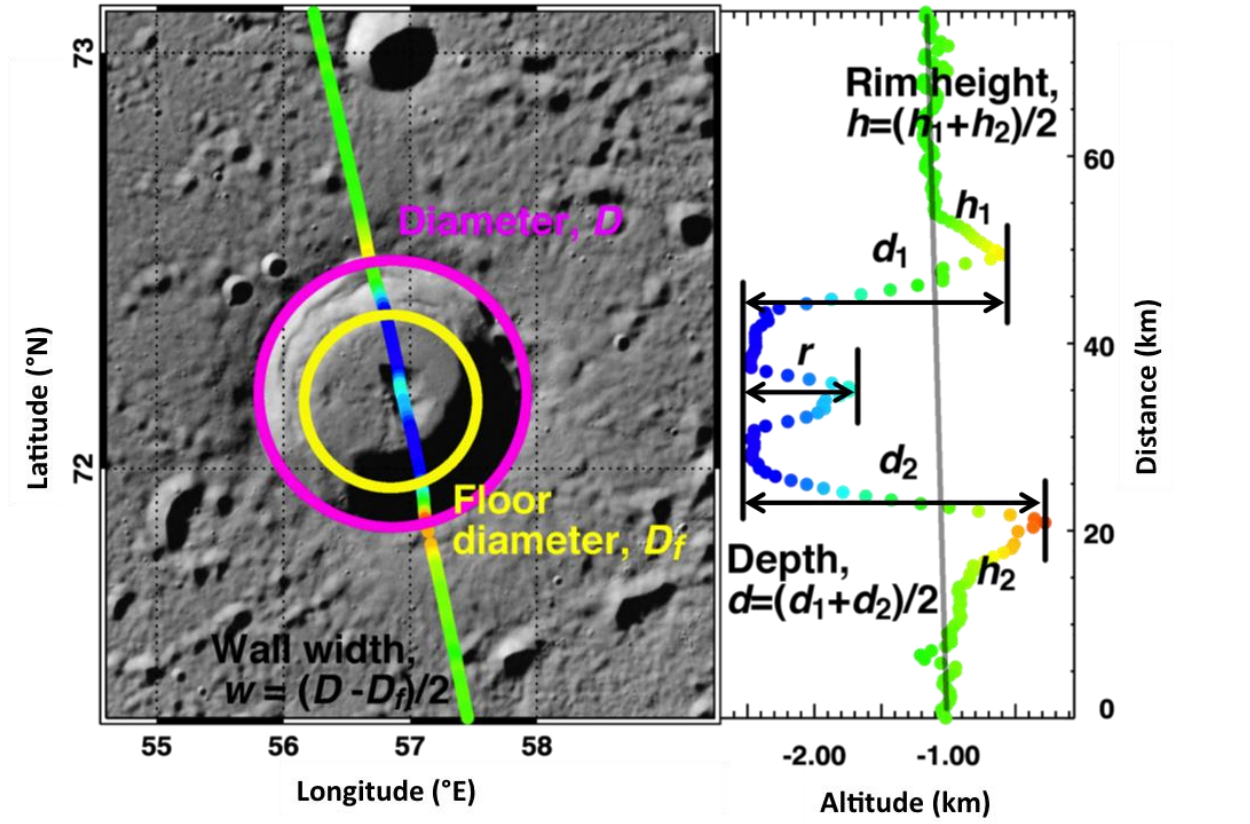 73
72
Latitude (°N)
Diameter, D
Floor
diameter, Df
Wall width,
w = (D -Df)/2
55
56
57
58
Longitude (°E)
Rim height,
h=(h1+h2)/2
h1
d1
r
d2
h2
Depth,
d=(d1+d2)/2
60
40
20
0
Distance (km)
-2.00
-1.00
Altitude (km)